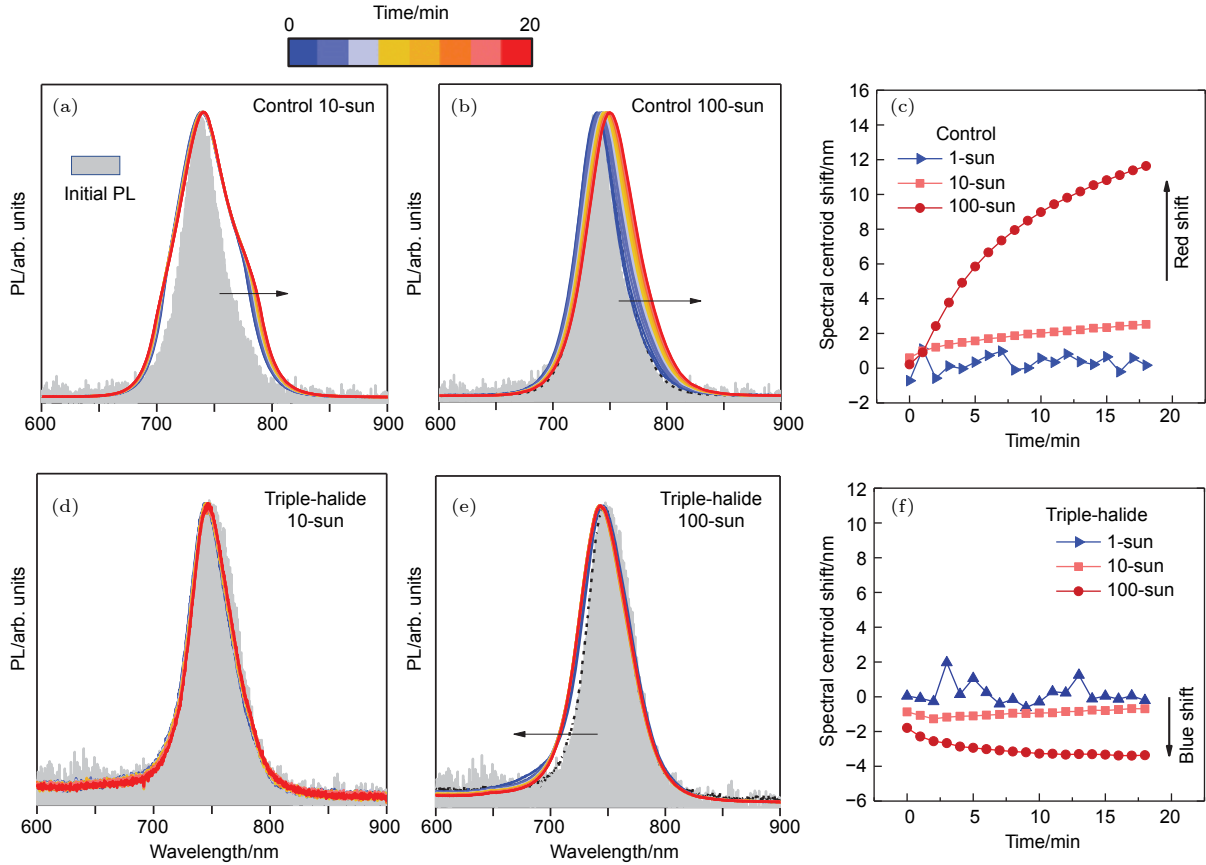 Time/min
0 20
(a) Control 10-sun
Initial PL
PL/arb. units
600 700 800 900
(b) Control 100-sun
PL/arb. units
600 700 800 900
(c)
Control
1-sun
10-sun
100-sun
Red shift
Spectral centroid shift/nm
16
14
12
10
8
6
4
2
0
−2
0 5 10 15 20
Time/min
(d) Triple-halide
10-sun
PL/arb. units
600 700 800 900
Wavelength/nm
(e) Triple-halide
100-sun
PL/arb. units
600 700 800 900
Wavelength/nm
(f)
Triple-halide
1-sun
10-sun
100-sun
Blue shift
Spectral centroid shift/nm
12
10
8
6
4
2
0
−2
−4
−6
0 5 10 15 20
Time/min